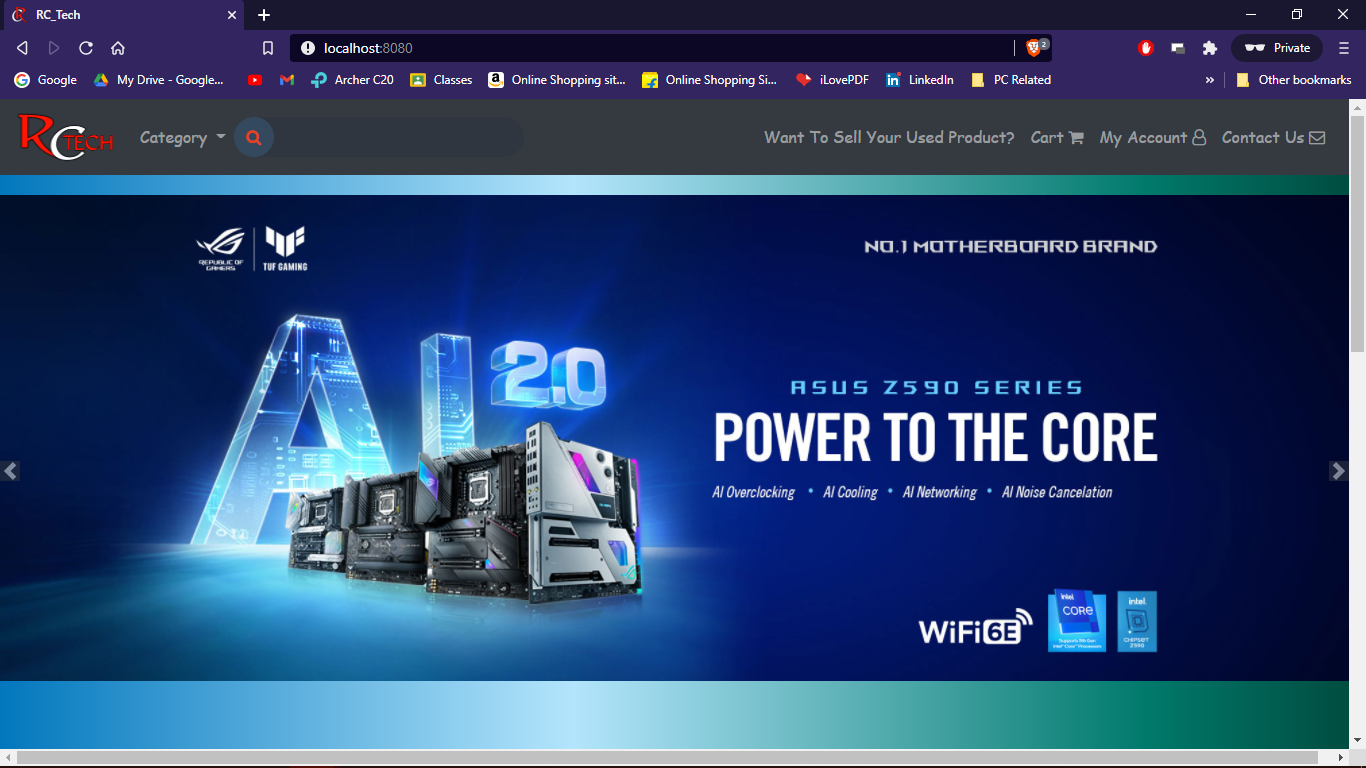 RC_Tech
localhost:8080
2
Private
Google
My Drive - Google...
Archer C20
Classes
Online Shopping sit...
Online Shopping Si...
iLovePDF
LinkedIn
PC Related
»
Other bookmarks
RC TECH
Category
Want To Sell Your Used Product?
Cart
My Account
Contact Us
REPUBLIC OF GAMERS
TUF GAMING
NO.1 MOTHERBOARD BRAND
AI 2.0
ASUS Z590 SERIES
POWER TO THE CORE
AI Overclocking • AI Cooling • AI Networking • AI Noise Cancelation
WiFi 6E
intel CORE
intel
CHIPSET
Z590